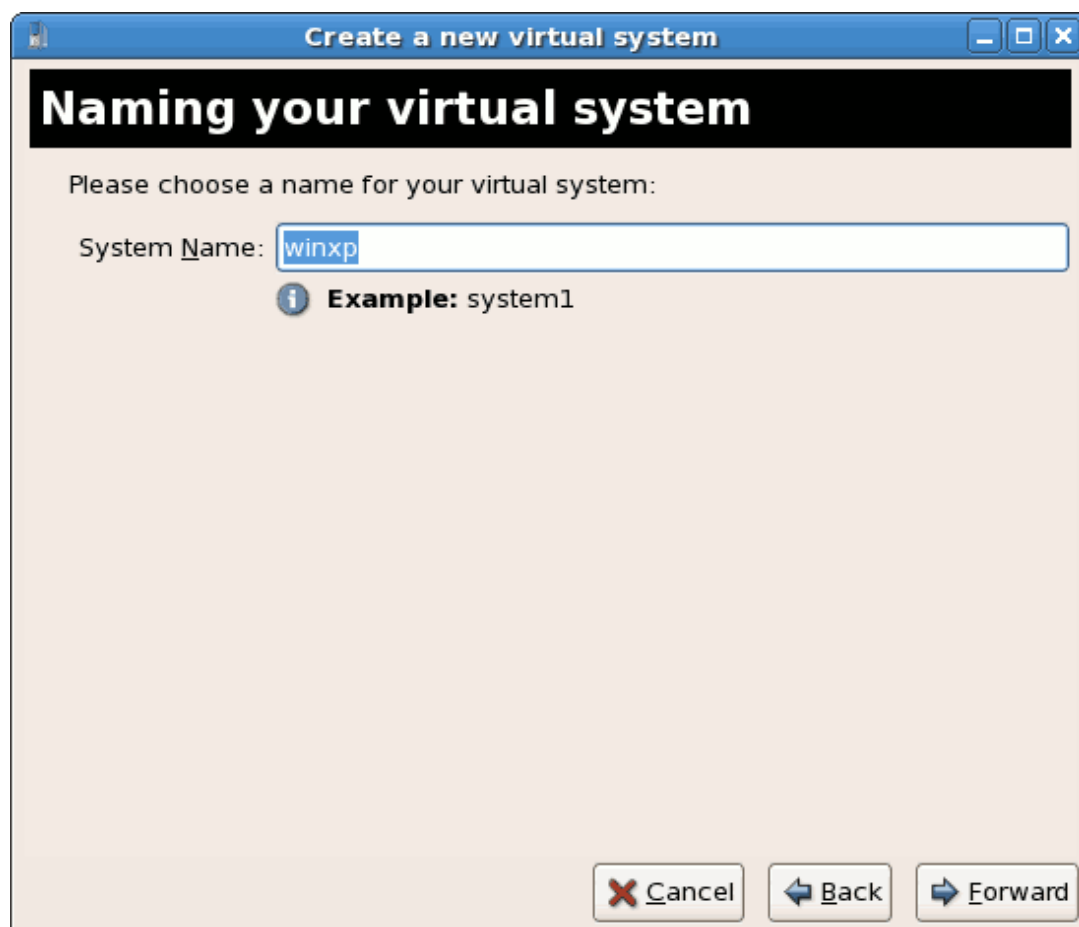 Create a new virtual system
Naming your virtual system
Please choose a name for your virtual system:
System Name: winxp
Example: system1
Cancel Back Forward